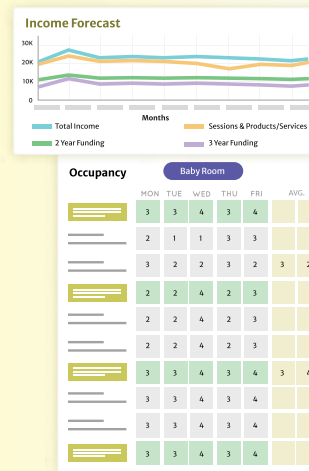 Income Forecast
30K
20K
10K
0
Months
Total Income
Sessions & Products/Services
2 Year Funding
3 Year Funding
Occupancy
Baby Room
MON TUE WED THU FRI AVG.
3 3 4 3 4
2 1 1 3 3
3 2 2 3 2 3
2 2 4 2 3
2 2 4 2 3
2 2 4 2 3
3 3 4 3 4 3
3 3 4 3 4
3 3 4 3 4
3 3 4 3 4